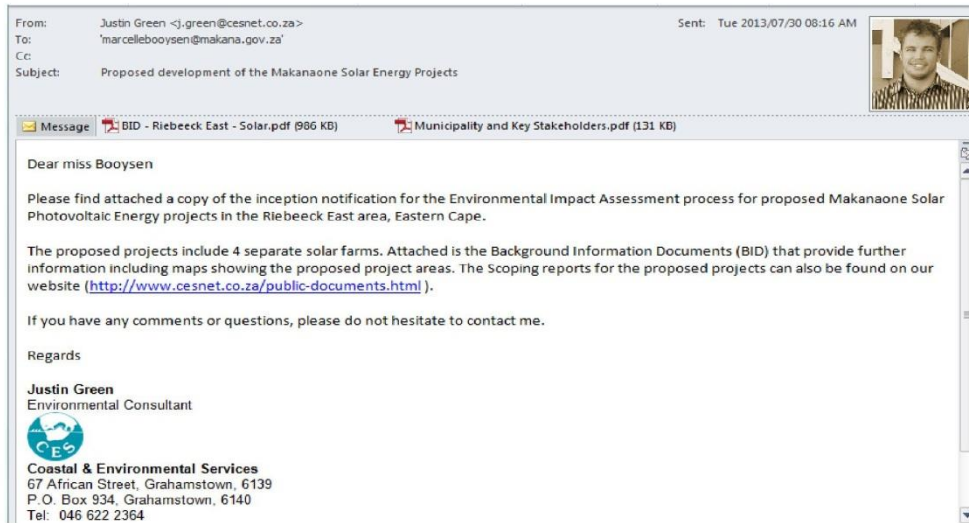 From: Justin Green <j.green@cesnet.co.za> Sent: Tue 2013/07/30 08:16 AM
To: 'marcellebooysen@makana.gov.za'
Cc:
Subject: Proposed development of the Makanaone Solar Energy Projects
Message BID - Riebeeck East - Solar.pdf (986 KB) Municipality and Key Stakeholders.pdf (131 KB)
Dear miss Booysen
Please find attached a copy of the inception notification for the Environmental Impact Assessment process for proposed Makanaone Solar
Photovoltaic Energy projects in the Riebeeck East area, Eastern Cape.
The proposed projects include 4 separate solar farms. Attached is the Background Information Documents (BID) that provide further
information including maps showing the proposed project areas. The Scoping reports for the proposed projects can also be found on our
website (http://www.cesnet.co.za/public-documents.html ).
If you have any comments or questions, please do not hesitate to contact me.
Regards
Justin Green
Environmental Consultant
CES
Coastal & Environmental Services
67 African Street, Grahamstown, 6139
P.O. Box 934, Grahamstown, 6140
Tel: 046 622 2364